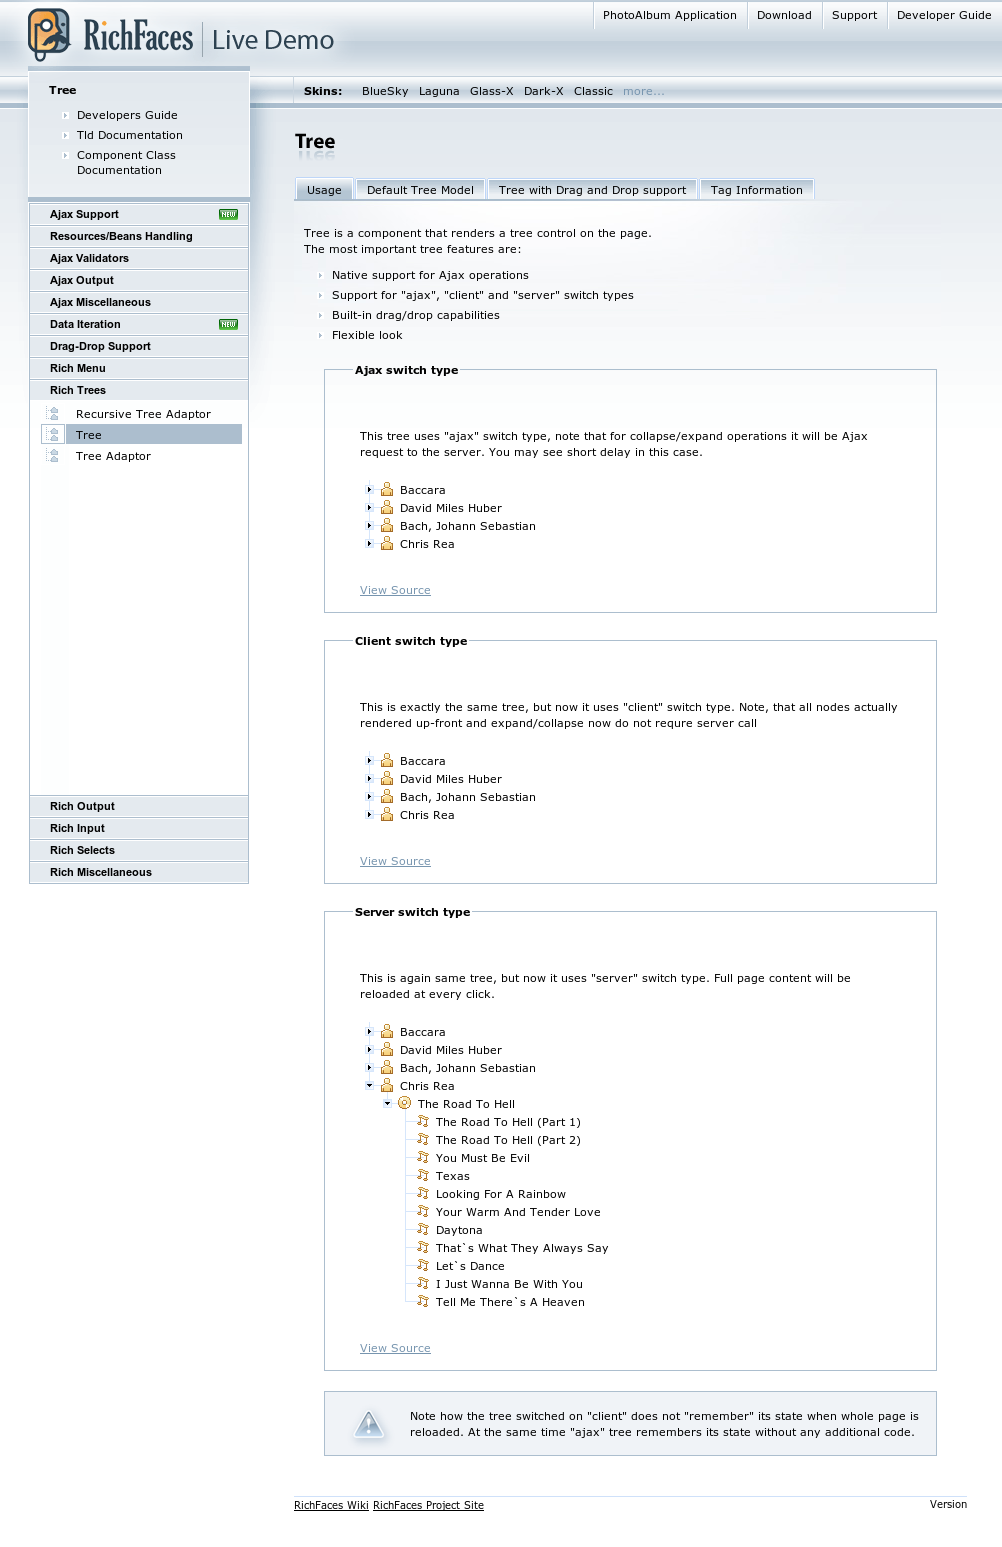 PhotoAlbum Application Download Support Developer Guide
RichFaces Live Demo
Skins: BlueSky Laguna Glass-X Dark-X Classic more...
Tree
Developers Guide
Tld Documentation
Component Class
Documentation
Ajax Support NEW
Resources/Beans Handling
Ajax Validators
Ajax Output
Ajax Miscellaneous
Data Iteration NEW
Drag-Drop Support
Rich Menu
Rich Trees
Recursive Tree Adaptor
Tree
Tree Adaptor
Rich Output
Rich Input
Rich Selects
Rich Miscellaneous
Tree
Usage Default Tree Model Tree with Drag and Drop support Tag Information
Tree is a component that renders a tree control on the page.
The most important tree features are:
Native support for Ajax operations
Support for "ajax", "client" and "server" switch types
Built-in drag/drop capabilities
Flexible look
Ajax switch type
This tree uses "ajax" switch type, note that for collapse/expand operations it will be Ajax
request to the server. You may see short delay in this case.
Baccara
David Miles Huber
Bach, Johann Sebastian
Chris Rea
View Source
Client switch type
This is exactly the same tree, but now it uses "client" switch type. Note, that all nodes actually
rendered up-front and expand/collapse now do not requre server call
Baccara
David Miles Huber
Bach, Johann Sebastian
Chris Rea
View Source
Server switch type
This is again same tree, but now it uses "server" switch type. Full page content will be
reloaded at every click.
Baccara
David Miles Huber
Bach, Johann Sebastian
Chris Rea
The Road To Hell
The Road To Hell (Part 1)
The Road To Hell (Part 2)
You Must Be Evil
Texas
Looking For A Rainbow
Your Warm And Tender Love
Daytona
That`s What They Always Say
Let`s Dance
I Just Wanna Be With You
Tell Me There`s A Heaven
View Source
Note how the tree switched on "client" does not "remember" its state when whole page is
reloaded. At the same time "ajax" tree remembers its state without any additional code.
RichFaces Wiki RichFaces Project Site Version